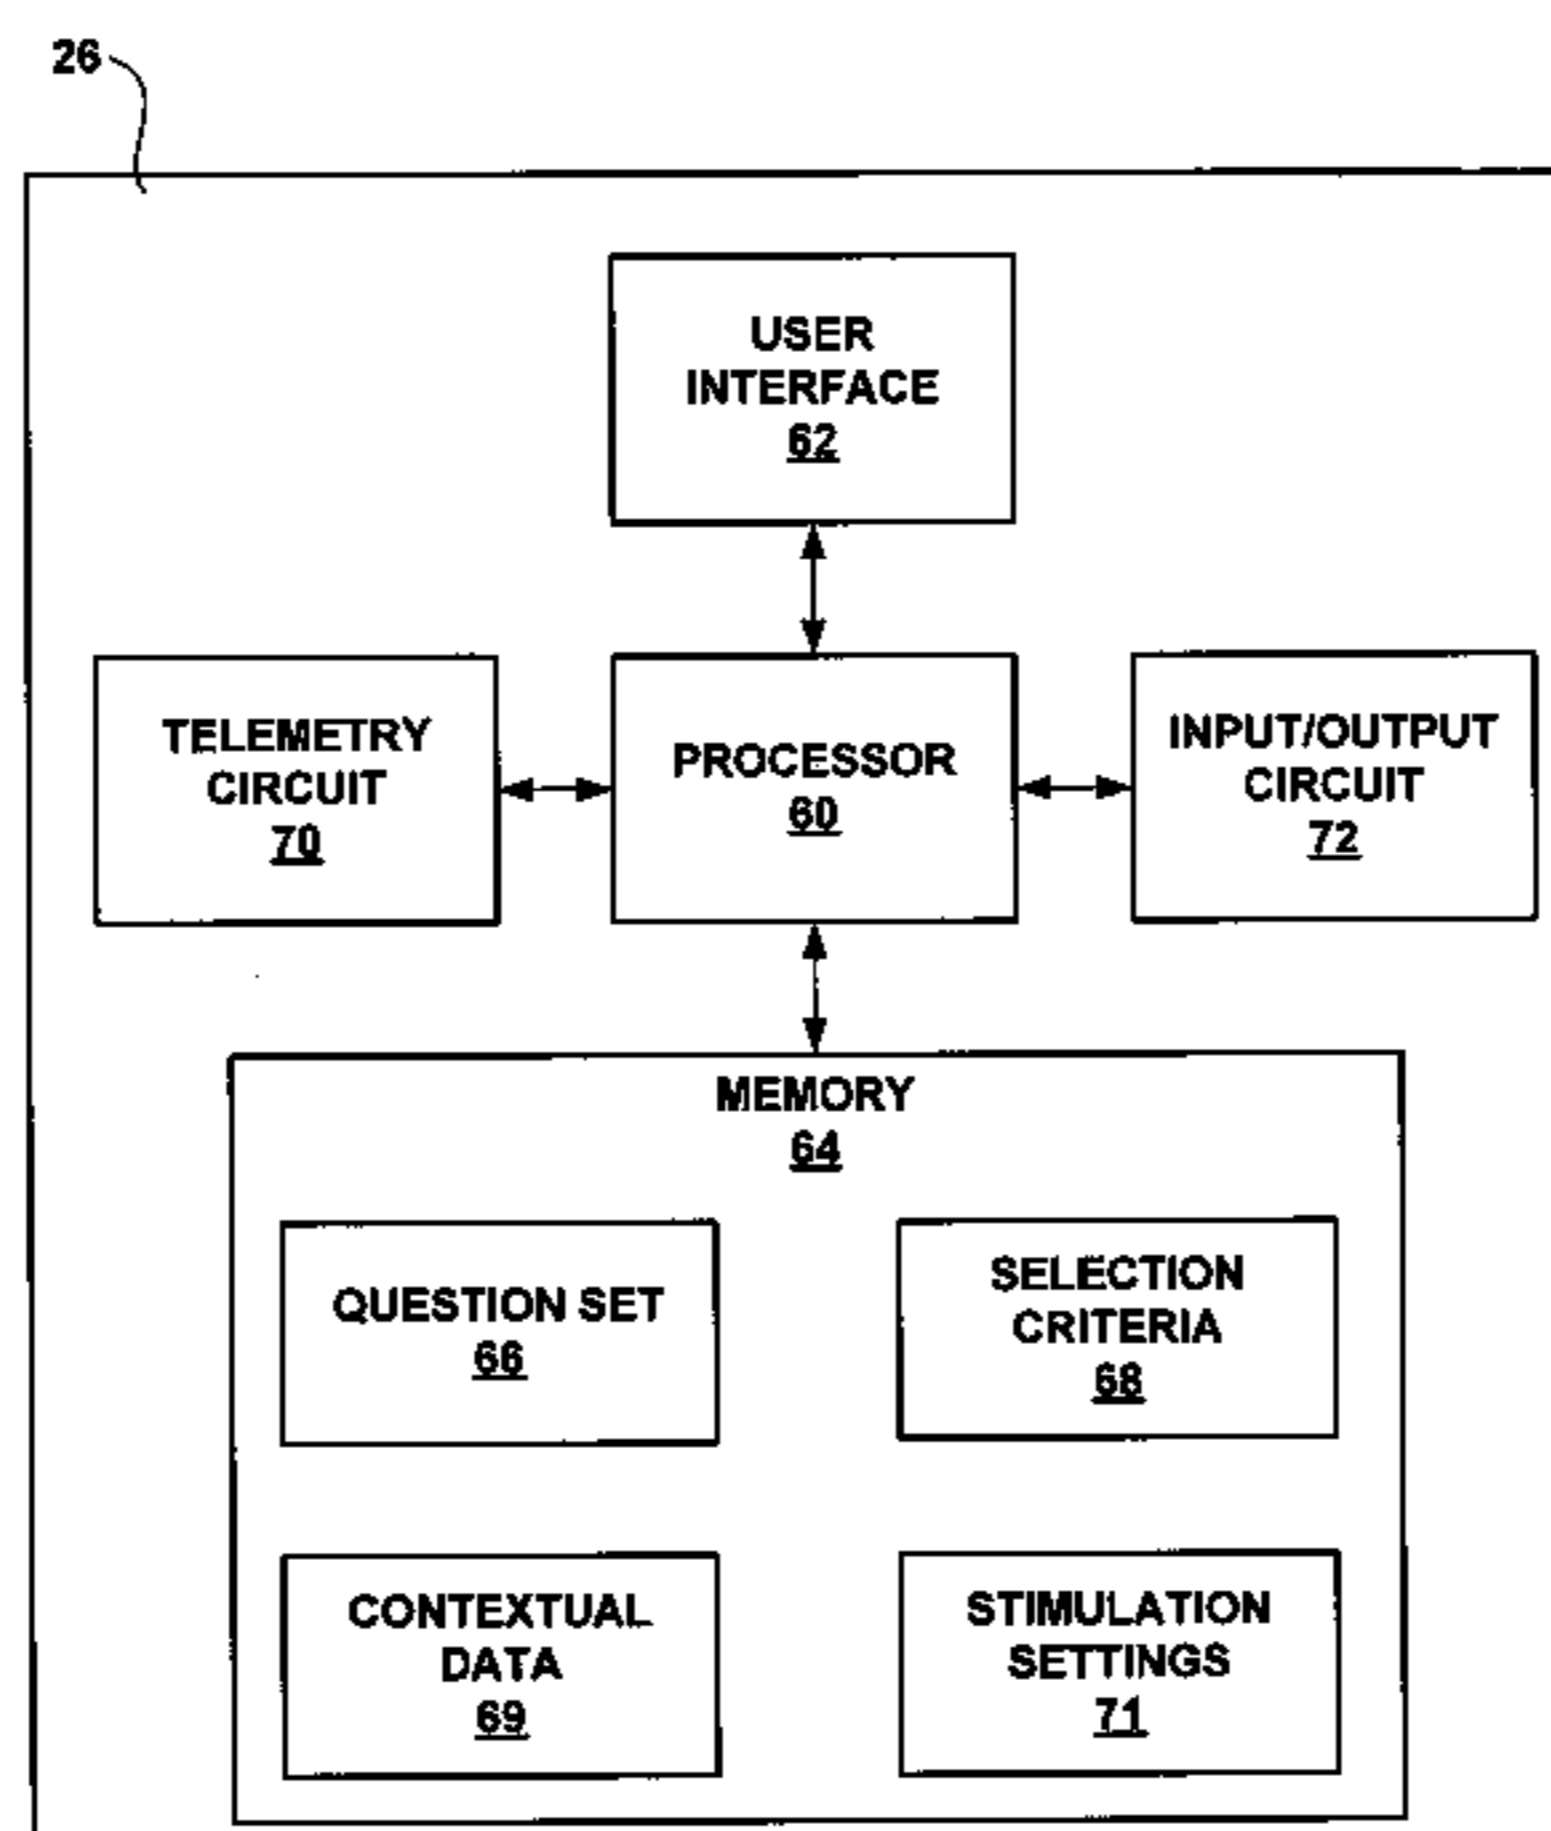 26
USER
INTERFACE
62
TELEMETRY
CIRCUIT
70
PROCESSOR
60
INPUT/OUTPUT
CIRCUIT
72
MEMORY
64
QUESTION SET
66
SELECTION
CRITERIA
68
CONTEXTUAL
DATA
69
STIMULATION
SETTINGS
71